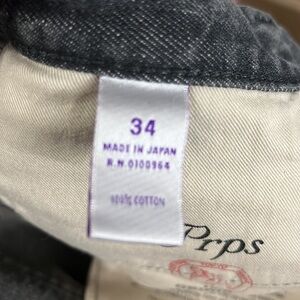 34
MADE IN JAPAN
R.N.0100964
100% COTTON
Prps